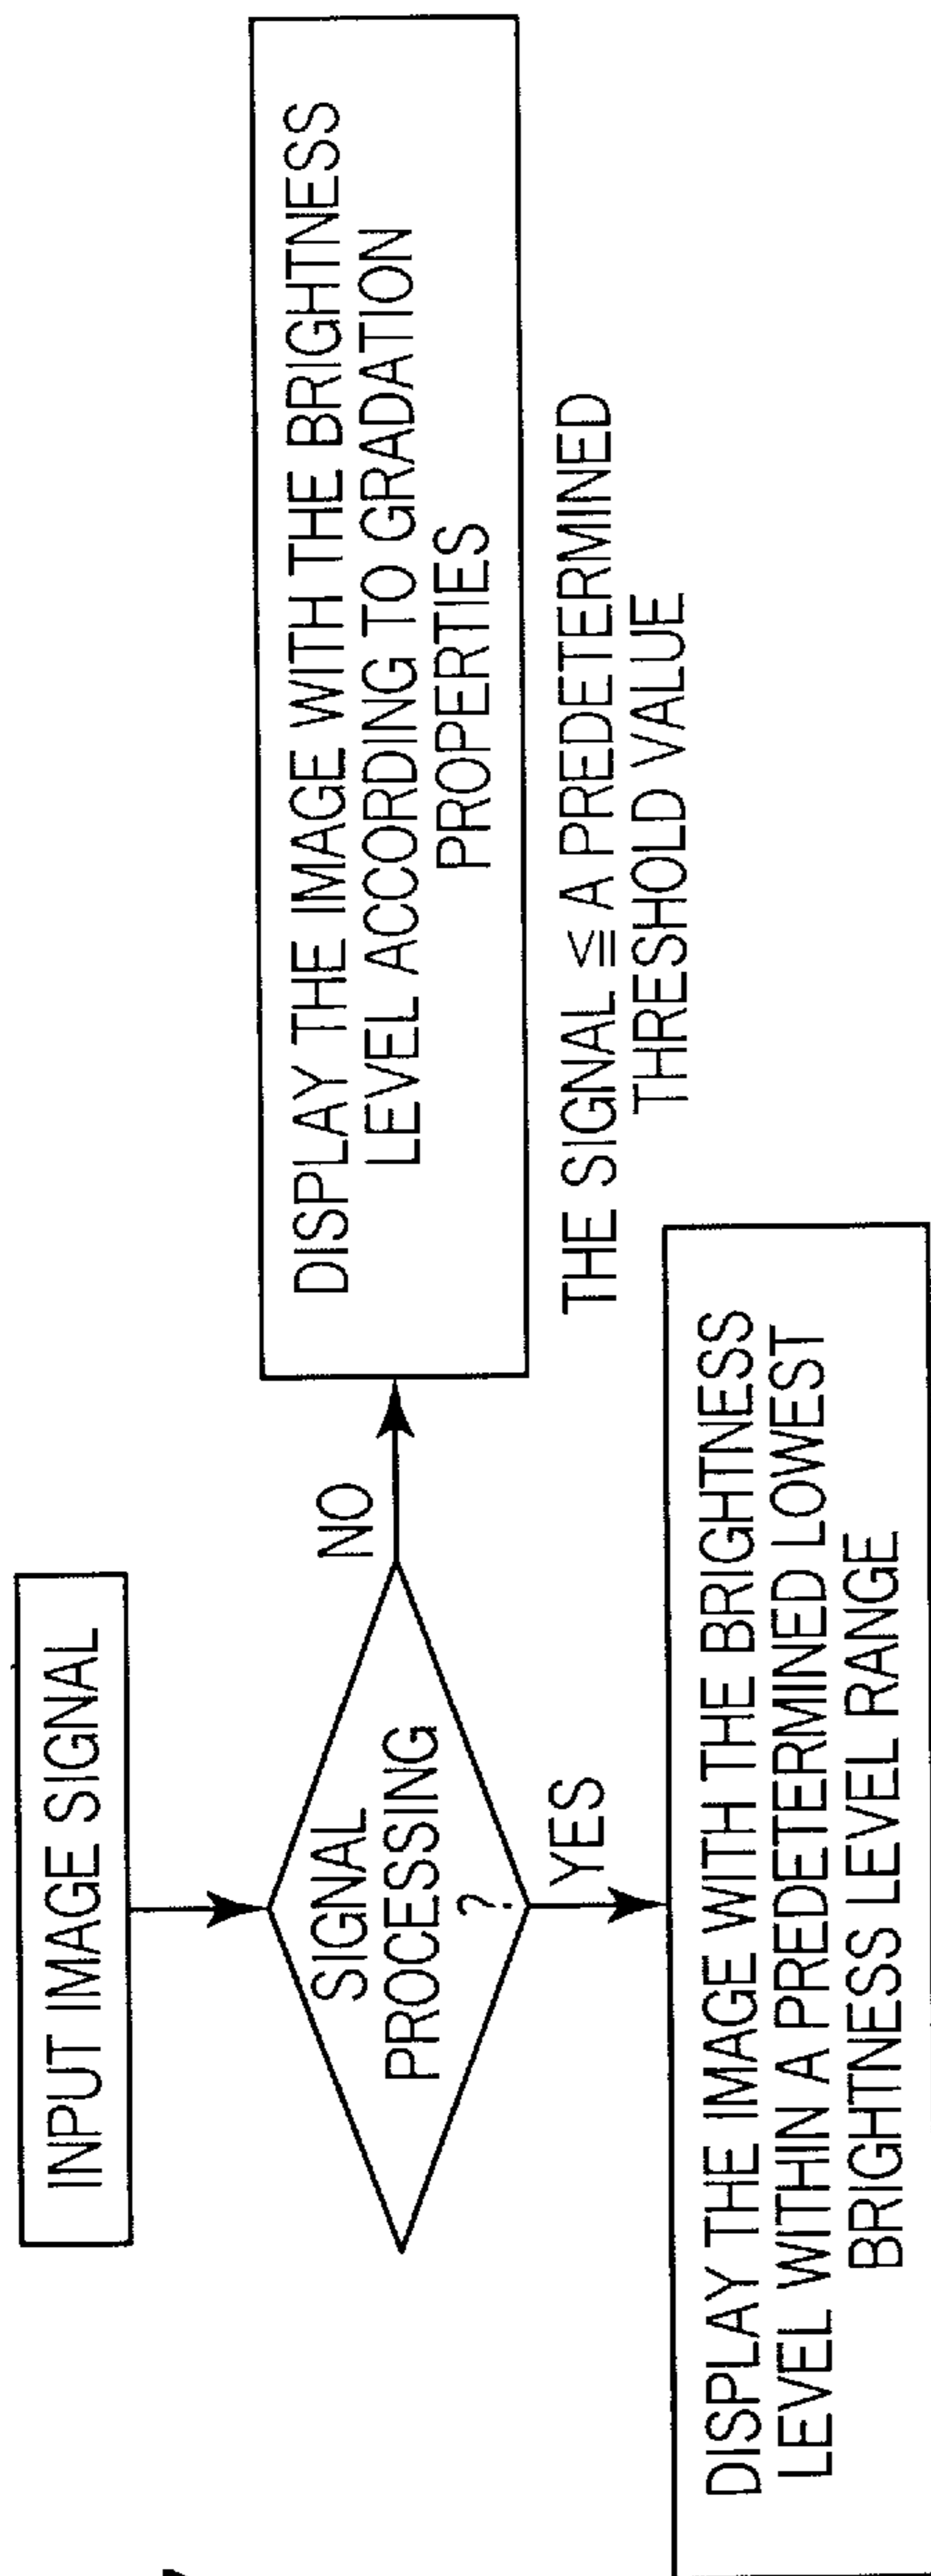 INPUT IMAGE SIGNAL
SIGNAL
PROCESSING
?
NO
DISPLAY THE IMAGE WITH THE BRIGHTNESS
LEVEL ACCORDING TO GRADATION
PROPERTIES
YES
THE SIGNAL ≦ A PREDETERMINED
THRESHOLD VALUE
DISPLAY THE IMAGE WITH THE BRIGHTNESS
LEVEL WITHIN A PREDETERMINED LOWEST
BRIGHTNESS LEVEL RANGE